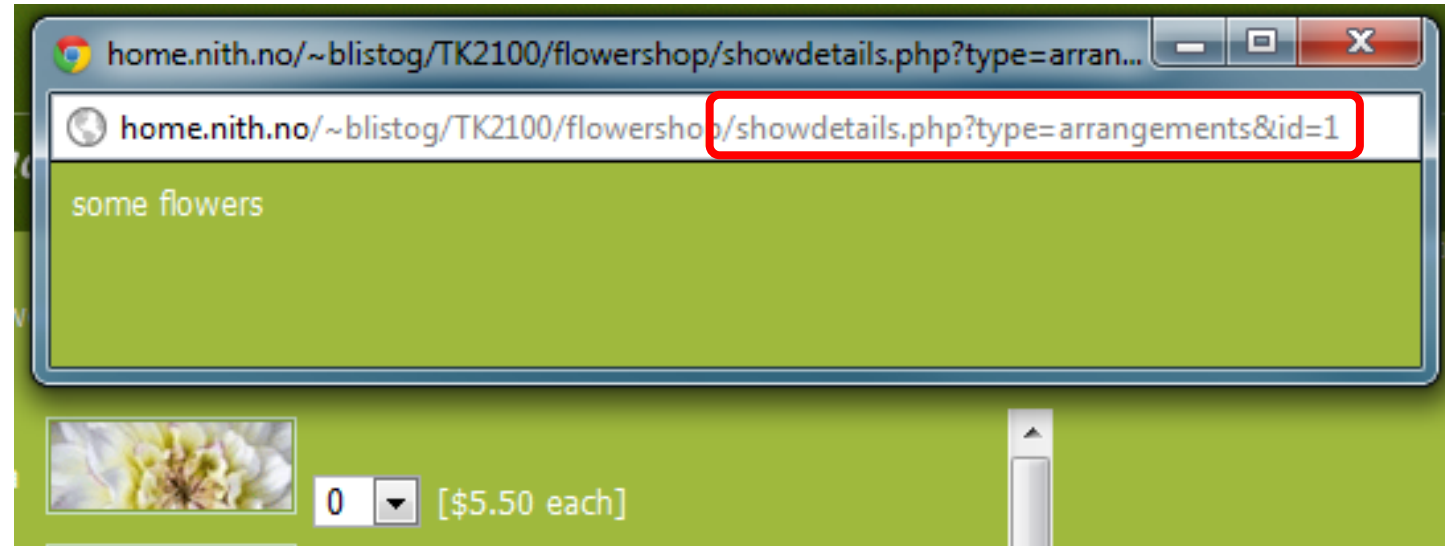 home.nith.no/~blistog/TK2100/flowershop/showdetails.php?type=arran...
home.nith.no/~blistog/TK2100/flowershop/showdetails.php?type=arrangements&id=1
some flowers
0 [$5.50 each]